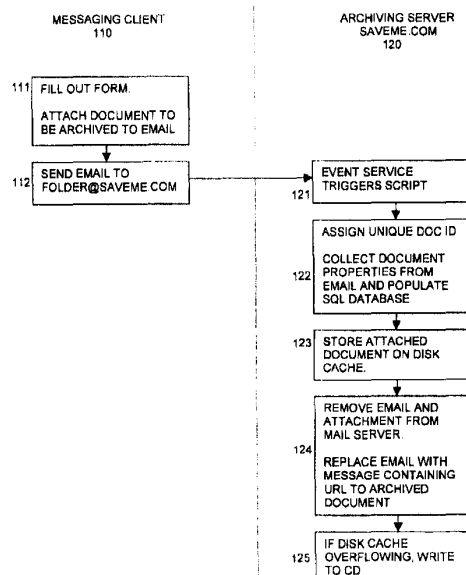 MESSAGING CLIENT
110
ARCHIVING SERVER
SAVEME.COM
120
111
FILL OUT FORM.
ATTACH DOCUMENT TO
BE ARCHIVED TO EMAIL
112
SEND EMAIL TO
FOLDER@SAVEME.COM
121
EVENT SERVICE
TRIGGERS SCRIPT
122
ASSIGN UNIQUE DOC ID
COLLECT DOCUMENT
PROPERTIES FROM
EMAIL AND POPULATE
SQL DATABASE
123
STORE ATTACHED
DOCUMENT ON DISK
CACHE.
124
REMOVE EMAIL AND
ATTACHMENT FROM
MAIL SERVER.
REPLACE EMAIL WITH
MESSAGE CONTAINING
URL TO ARCHIVED
DOCUMENT
125
IF DISK CACHE
OVERFLOWING, WRITE
TO CD